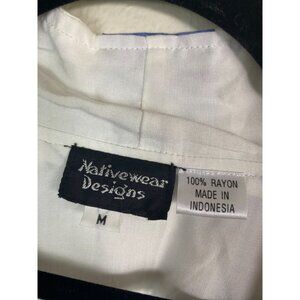 Nativewear
Designs
M
100% RAYON
MADE IN
INDONESIA